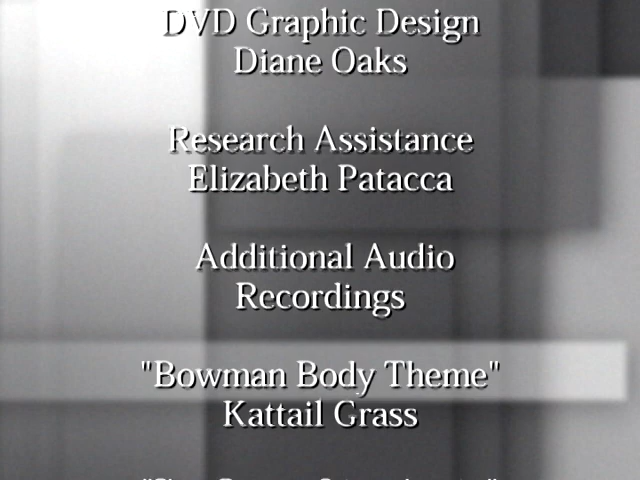 DVD Graphic Design
Diane Oaks
Research Assistance
Elizabeth Patacca
Additional Audio
Recordings
"Bowman Body Theme"
Kattail Grass